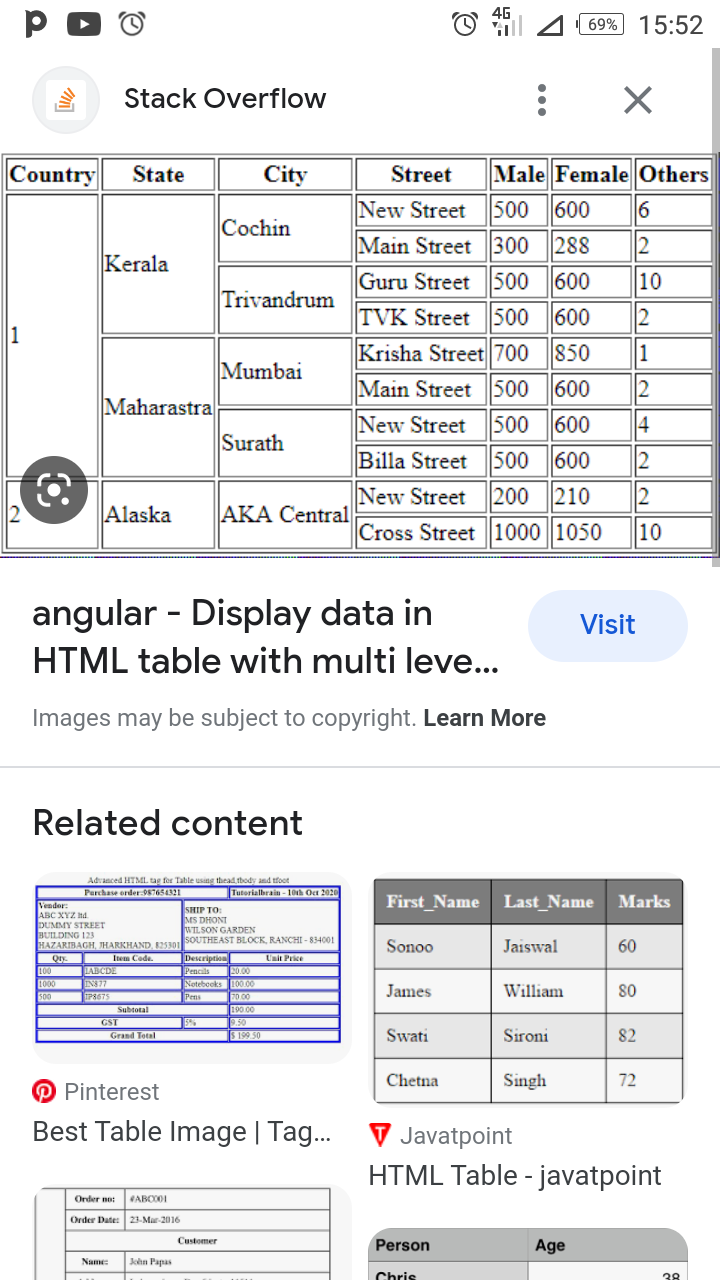 4G
69% 15:52
Stack Overflow
Country State City Street Male Female Others
1 Kerala Cochin New Street 500 600 6
Main Street 300 288 2
Trivandrum Guru Street 500 600 10
TVK Street 500 600 2
Maharastra Mumbai Krisha Street 700 850 1
Main Street 500 600 2
Surath New Street 500 600 4
Billa Street 500 600 2
2 Alaska AKA Central New Street 200 210 2
Cross Street 1000 1050 10
angular - Display data in
HTML table with multi leve...
Visit
Images may be subject to copyright. Learn More
Related content
Advanced HTML tag for Table using thead,tbody and tfoot
Purchase order:987654321 Tutorialbrain - 10th Oct 2020
Vendor:
ABC XYZ ltd.
DUMMY STREET
BUILDING 123
HAZARIBAGH, JHARKHAND, 825301
SHIP TO:
MS DHONI
WILSON GARDEN
SOUTHEAST BLOCK, RANCHI - 834001
Qty. Item Code. Description Unit Price
100 IABCDE Pencils 20.00
1000 IN877 Notebooks 100.00
500 IP8675 Pens 70.00
Subtotal 190.00
GST 5% 9.50
Grand Total $ 199.50
Pinterest
Best Table Image | Tag...
First_Name Last_Name Marks
Sonoo Jaiswal 60
James William 80
Swati Sironi 82
Chetna Singh 72
Javatpoint
HTML Table - javatpoint
Order no: #ABC001
Order Date: 23-Mar-2016
Customer
Name: John Papas
Person Age
Chris 38